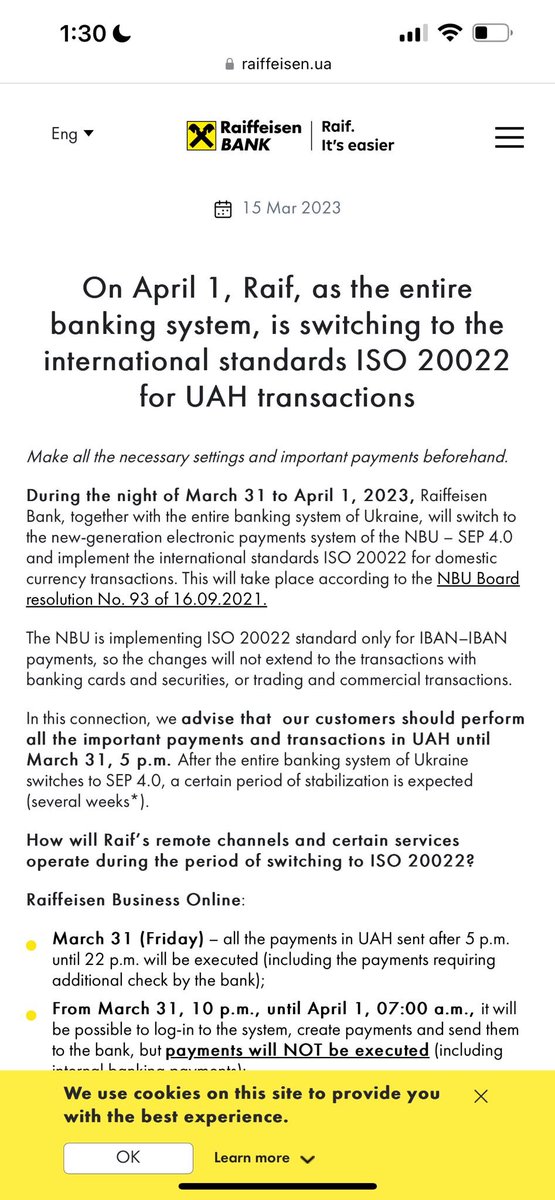 1:30
raiffeisen.ua
Eng
Raiffeisen
BANK
Raif.
It's easier
15 Mar 2023
On April 1, Raif, as the entire
banking system, is switching to the
international standards ISO 20022
for UAH transactions
Make all the necessary settings and important payments beforehand.
During the night of March 31 to April 1, 2023, Raiffeisen
Bank, together with the entire banking system of Ukraine, will switch to
the new-generation electronic payments system of the NBU – SEP 4.0
and implement the international standards ISO 20022 for domestic
currency transactions. This will take place according to the NBU Board
resolution No. 93 of 16.09.2021.
The NBU is implementing ISO 20022 standard only for IBAN–IBAN
payments, so the changes will not extend to the transactions with
banking cards and securities, or trading and commercial transactions.
In this connection, we advise that our customers should perform
all the important payments and transactions in UAH until
March 31, 5 p.m. After the entire banking system of Ukraine
switches to SEP 4.0, a certain period of stabilization is expected
(several weeks*).
How will Raif's remote channels and certain services
operate during the period of switching to ISO 20022?
Raiffeisen Business Online:
March 31 (Friday) – all the payments in UAH sent after 5 p.m.
until 22 p.m. will be executed (including the payments requiring
additional check by the bank);
From March 31, 10 p.m., until April 1, 07:00 a.m., it will
be possible to log-in to the system, create payments and send them
to the bank, but payments will NOT be executed (including
internal banking payments);
We use cookies on this site to provide you
with the best experience.
OK
Learn more